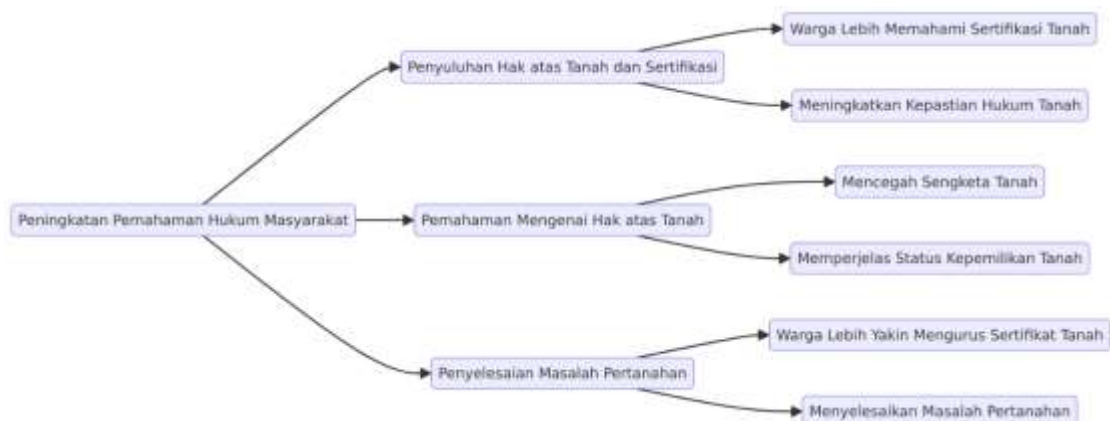 Warga Lebih Memahami Sertifikasi Tanah
Penyuluhan Hak atas Tanah dan Sertifikasi
Meningkatkan Kepastian Hukum Tanah
Mencegah Sengketa Tanah
Peningkatan Pemahaman Hukum Masyarakat
Pemahaman Mengenai Hak atas Tanah
Memperjelas Status Kepemilikan Tanah
Warga Lebih Yakin Mengurus Sertifikat Tanah
Penyelesaian Masalah Pertanahan
Menyelesaikan Masalah Pertanahan